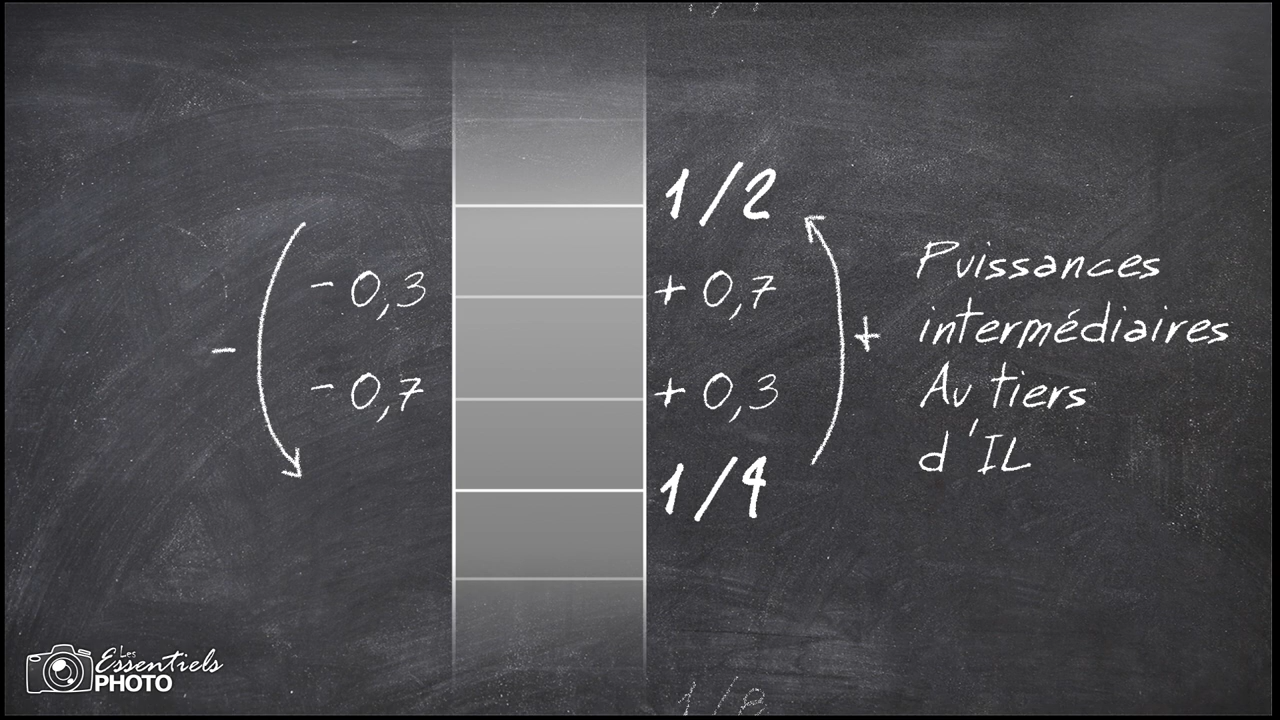 1/2
- 0,3
+ 0,7
- 0,7
+ 0,3
-
+
1/4
Puissances
intermédiaires
Au tiers
d'IL
Les
Essentiels
PHOTO